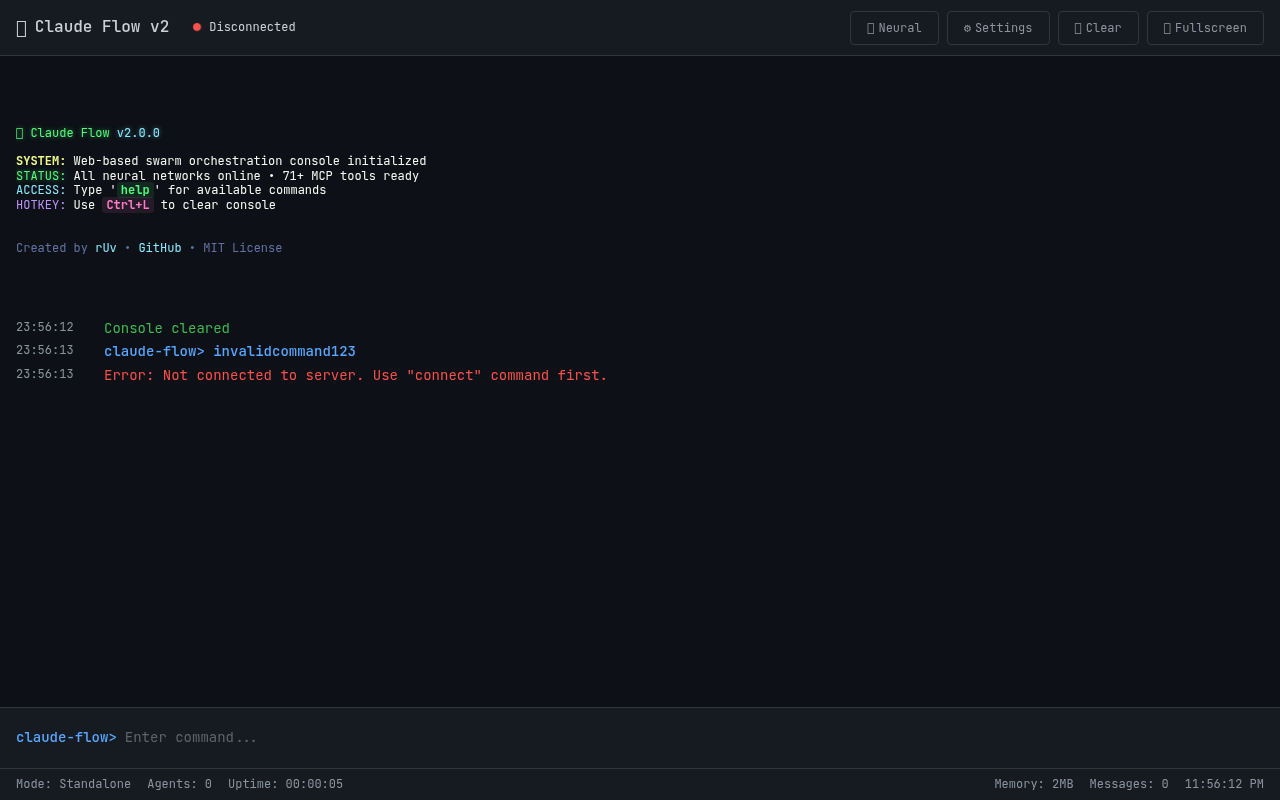 Claude Flow v2 Disconnected Neural ⚙ Settings Clear Fullscreen
Claude Flow v2.0.0
SYSTEM: Web-based swarm orchestration console initialized
STATUS: All neural networks online • 71+ MCP tools ready
ACCESS: Type 'help' for available commands
HOTKEY: Use Ctrl+L to clear console
Created by rUv • GitHub • MIT License
23:56:12 Console cleared
23:56:13 claude-flow> invalidcommand123
23:56:13 Error: Not connected to server. Use "connect" command first.
claude-flow> Enter command...
Mode: Standalone Agents: 0 Uptime: 00:00:05 Memory: 2MB Messages: 0 11:56:12 PM